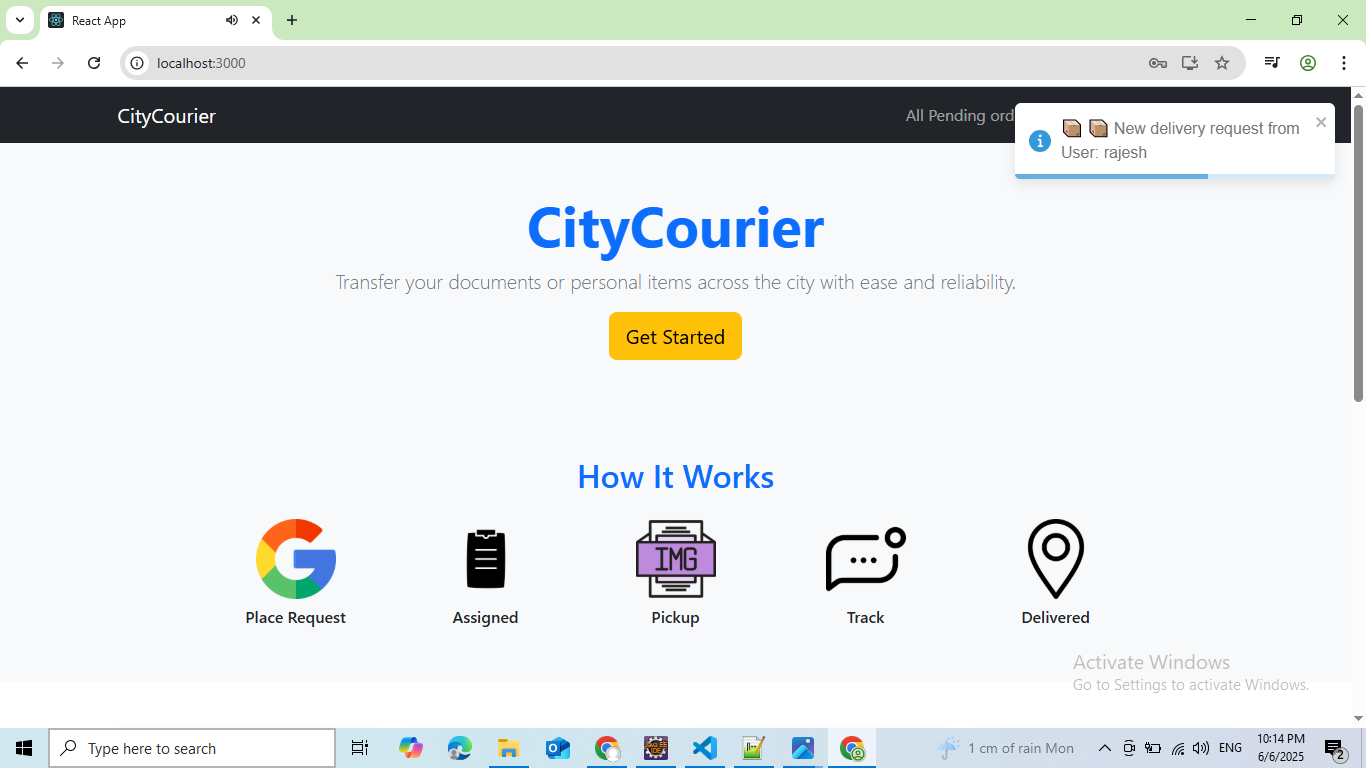 React App
localhost:3000
CityCourier
All Pending ord
New delivery request from
User: rajesh
CityCourier
Transfer your documents or personal items across the city with ease and reliability.
Get Started
How It Works
IMG
Place Request
Assigned
Pickup
Track
Delivered
Activate Windows
Go to Settings to activate Windows.
Type here to search
1 cm of rain Mon
ENG
10:14 PM
6/6/2025
2